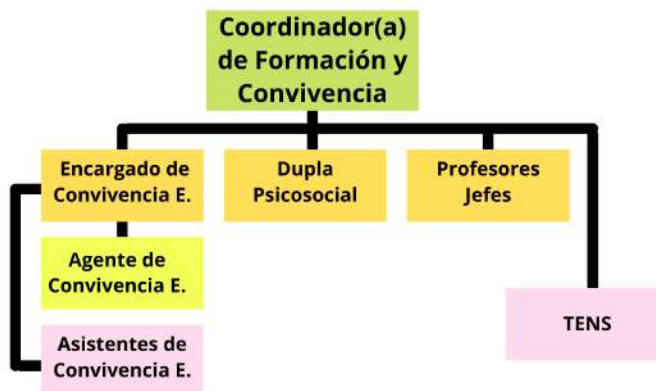 Coordinador(a)
de Formación y
Convivencia
Encargado de
Convivencia E.
Dupla
Psicosocial
Profesores
Jefes
Agente de
Convivencia E.
TENS
Asistentes de
Convivencia E.